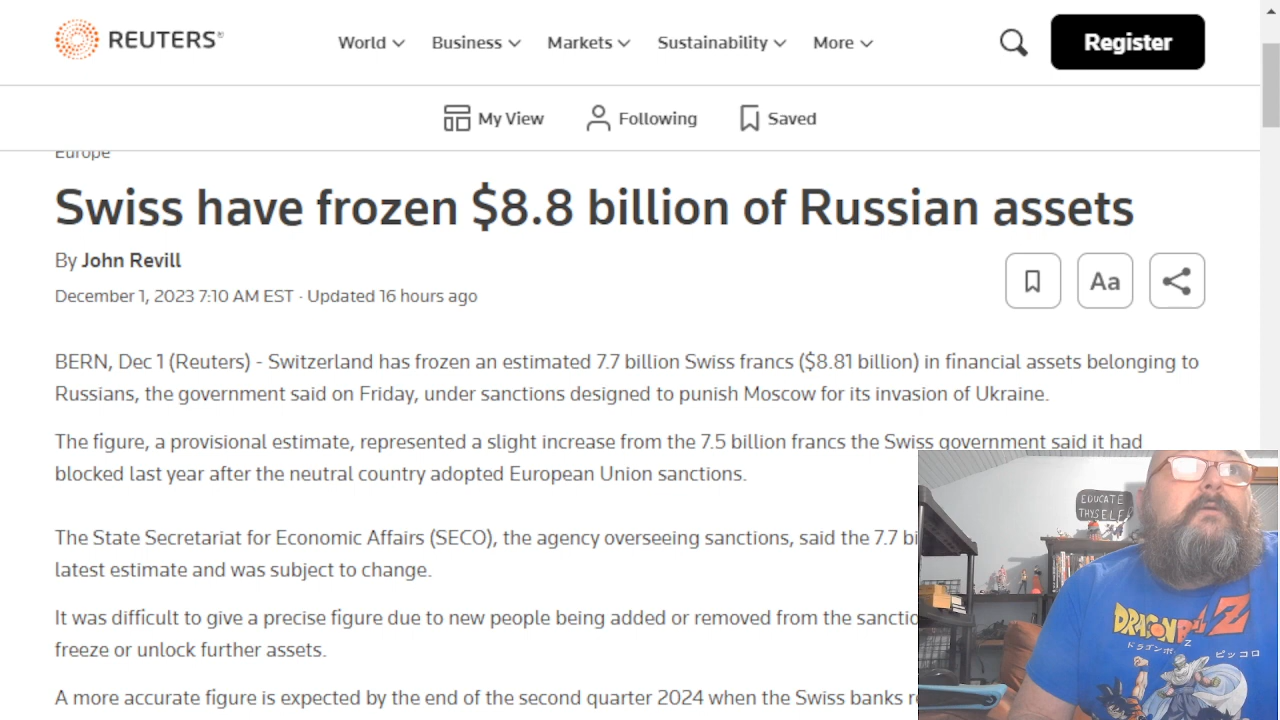 REUTERS®
World Business Markets Sustainability More Register
My View Following Saved
Europe
Swiss have frozen $8.8 billion of Russian assets
By John Revill
December 1, 2023 7:10 AM EST · Updated 16 hours ago
Aa
BERN, Dec 1 (Reuters) - Switzerland has frozen an estimated 7.7 billion Swiss francs ($8.81 billion) in financial assets belonging to
Russians, the government said on Friday, under sanctions designed to punish Moscow for its invasion of Ukraine.
The figure, a provisional estimate, represented a slight increase from the 7.5 billion francs the Swiss government said it had
blocked last year after the neutral country adopted European Union sanctions.
The State Secretariat for Economic Affairs (SECO), the agency overseeing sanctions, said the 7.7
latest estimate and was subject to change.
It was difficult to give a precise figure due to new people being added or removed from the
freeze or unlock further assets.
A more accurate figure is expected by the end of the second quarter 2024 when the Swiss banks
EDUCATE
THYSELF
DRAGON BALL Z
ピッコロ